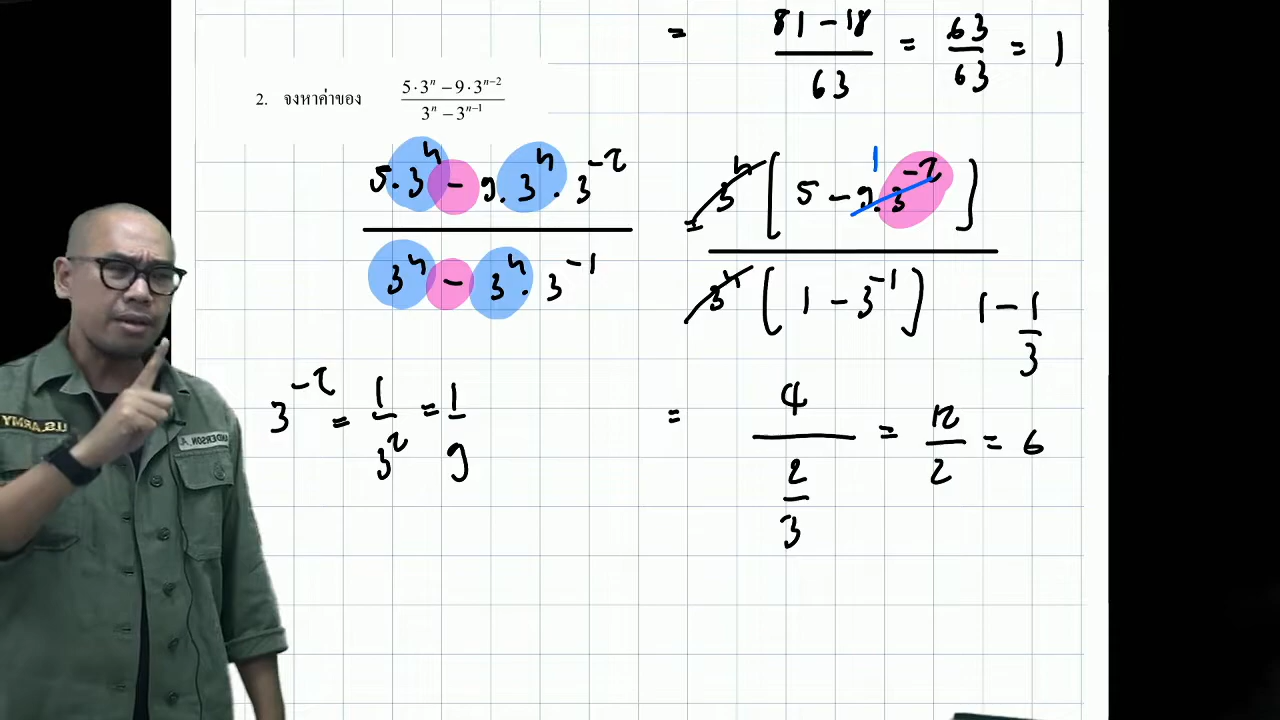 = 81 - 18 / 63 = 63 / 63 = 1
2. จงหาค่าของ 5·3ⁿ - 9·3ⁿ⁻² / 3ⁿ - 3ⁿ⁻¹
5·3ⁿ - 9·3ⁿ·3⁻² / 3ⁿ - 3ⁿ·3⁻¹
3ⁿ [5 - 9·3⁻²] / 3ⁿ [1 - 3⁻¹]
1
1
1 - 1/3
3⁻² = 1/3² = 1/9
= 4 / 2/3 = 12/2 = 6
U.S. ARMY
ANDERSON A.